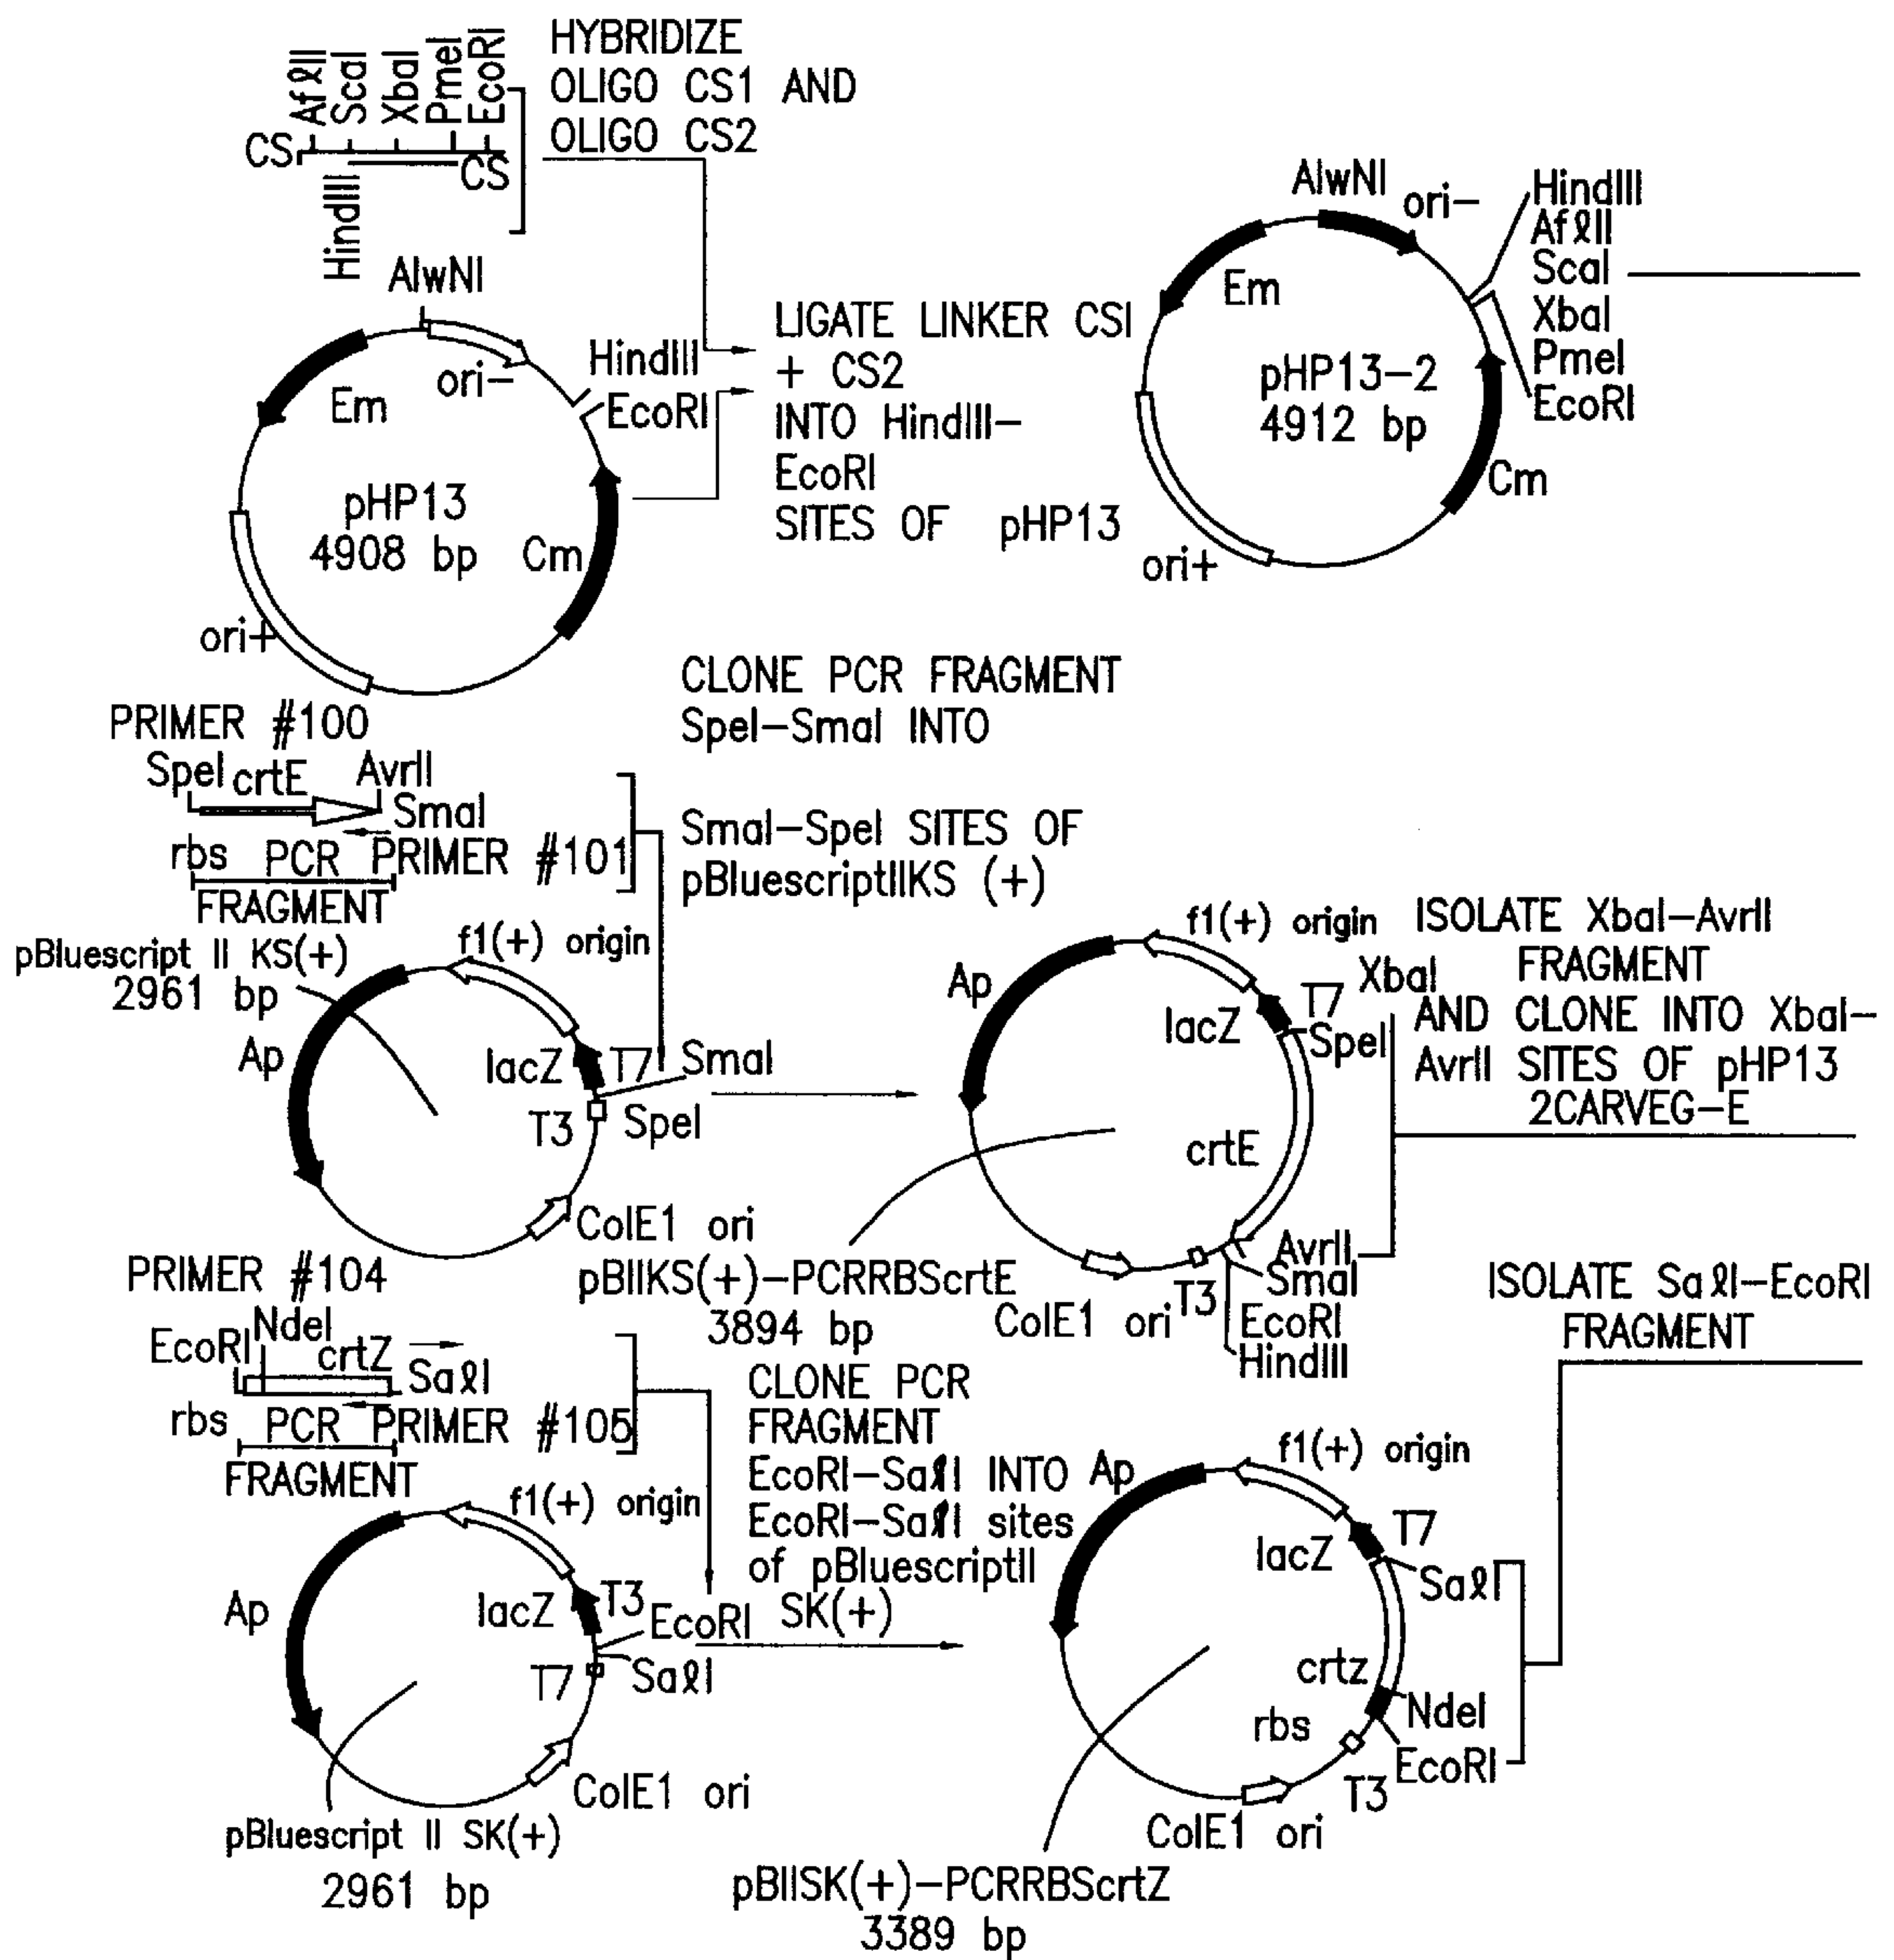 AfℓII
ScaI
XbaI
PmeI
EcoRI
CS
CS
HindIII
HYBRIDIZE
OLIGO CS1 AND
OLIGO CS2
AlwNI
ori-
HindIII
EcoRI
Em
pHP13
4908 bp
Cm
ori+
LIGATE LINKER CSI
+ CS2
INTO HindIII-
EcoRI
SITES OF pHP13
AlwNI
ori-
HindIII
AfℓII
ScaI
XbaI
PmeI
EcoRI
Em
pHP13-2
4912 bp
Cm
ori+
PRIMER #100
SpeI crtE AvrII
SmaI
rbs PCR PRIMER #101
FRAGMENT
CLONE PCR FRAGMENT
SpeI-SmaI INTO
SmaI-SpeI SITES OF
pBluescriptIIKS (+)
pBluescript II KS(+)
2961 bp
f1(+) origin
Ap
lacZ T7 SmaI
T3 SpeI
ColE1 ori
f1(+) origin
Ap
XbaI
lacZ T7
SpeI
crtE
AvrII
SmaI
EcoRI
HindIII
T3
ColE1 ori
pBIIKS(+)-PCRRBScrtE
3894 bp
ISOLATE XbaI-AvrII
FRAGMENT
AND CLONE INTO XbaI-
AvrII SITES OF pHP13
2CARVEG-E
PRIMER #104
NdeI
EcoRI crtZ
SaℓI
rbs PCR PRIMER #105
FRAGMENT
CLONE PCR
FRAGMENT
EcoRI-SaℓI INTO
EcoRI-SaℓI sites
of pBluescriptII
SK(+)
f1(+) origin
Ap
lacZ T3
EcoRI
SaℓI
T7
ColE1 ori
pBluescript II SK(+)
2961 bp
ISOLATE SaℓI-EcoRI
FRAGMENT
f1(+) origin
Ap
lacZ T7
SaℓI
crtz
NdeI
rbs
EcoRI
T3
ColE1 ori
pBIISK(+)-PCRRBScrtZ
3389 bp